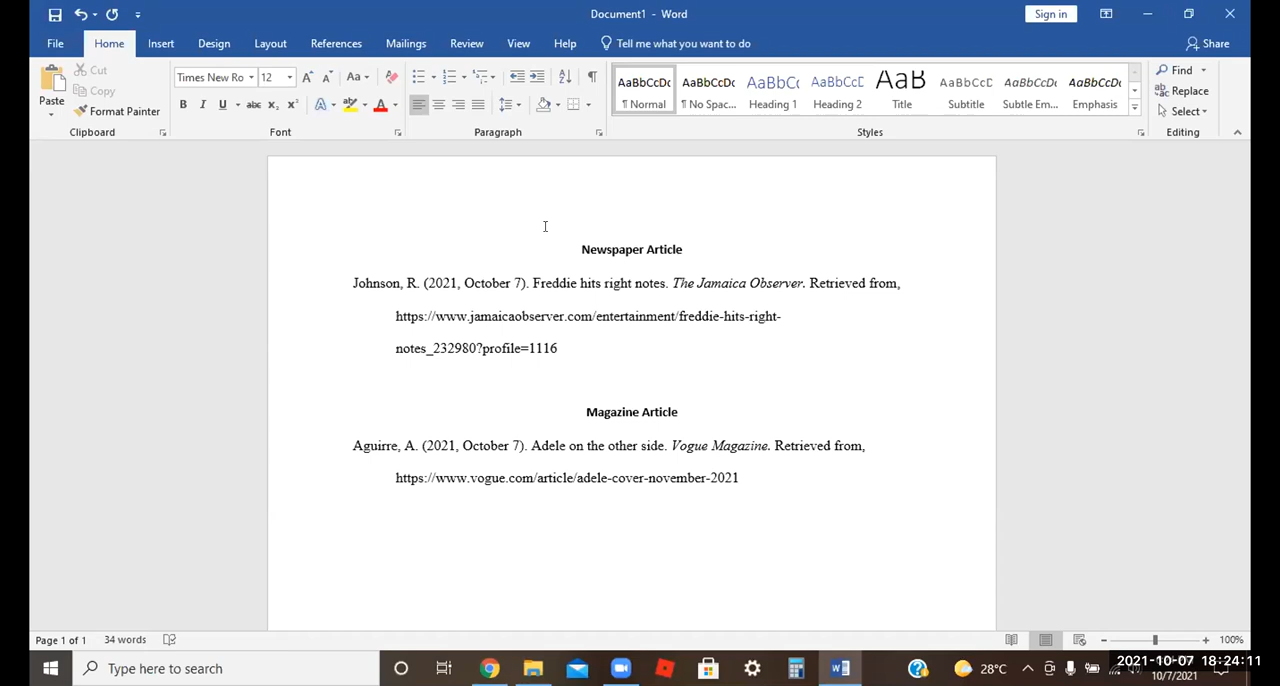 Document1 - Word
Sign in
File Home Insert Design Layout References Mailings Review View Help Tell me what you want to do Share
Paste
Cut
Copy
Format Painter
Clipboard
Times New Ro 12
Aa
Font
Paragraph
AaBbCcDc AaBbCcDc AaBbC( AaBbCcD AaB AaBbCcD AaBbCcDc AaBbCcDc
¶ Normal ¶ No Spac... Heading 1 Heading 2 Title Subtitle Subtle Em... Emphasis
Styles
Find
Replace
Select
Editing
Newspaper Article
Johnson, R. (2021, October 7). Freddie hits right notes. The Jamaica Observer. Retrieved from,
https://www.jamaicaobserver.com/entertainment/freddie-hits-right-
notes_232980?profile=1116
Magazine Article
Aguirre, A. (2021, October 7). Adele on the other side. Vogue Magazine. Retrieved from,
https://www.vogue.com/article/adele-cover-november-2021
Page 1 of 1 34 words
100%
Type here to search
28°C
2021-10-07 18:24:11
10/7/2021